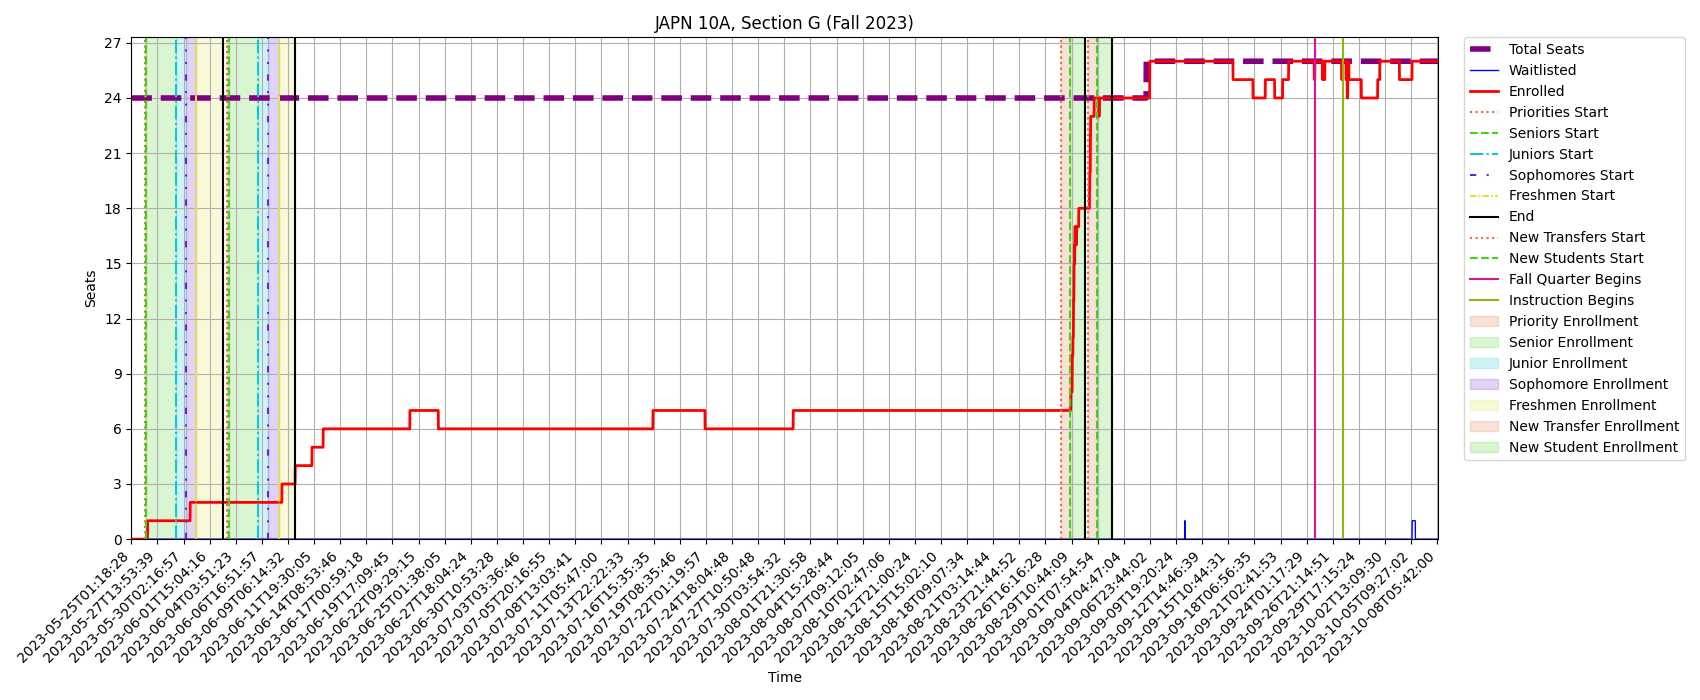 JAPN 10A, Section G (Fall 2023)
27
24
21
18
15
12
9
6
3
0
Seats
2023-05-25T01:18:28
2023-05-27T13:53:39
2023-05-30T02:16:57
2023-06-01T15:04:16
2023-06-04T03:51:23
2023-06-06T16:51:57
2023-06-09T06:14:32
2023-06-11T19:30:05
2023-06-14T08:53:46
2023-06-17T00:59:18
2023-06-19T17:09:45
2023-06-22T09:29:15
2023-06-25T01:38:05
2023-06-27T18:04:24
2023-06-30T10:53:28
2023-07-03T03:36:46
2023-07-05T20:16:55
2023-07-08T13:03:41
2023-07-11T05:47:00
2023-07-13T22:22:33
2023-07-16T15:35:35
2023-07-19T08:35:46
2023-07-22T01:19:57
2023-07-24T18:04:48
2023-07-27T10:50:48
2023-07-30T03:54:32
2023-08-01T21:30:58
2023-08-04T15:28:44
2023-08-07T09:12:05
2023-08-10T02:47:06
2023-08-12T21:00:24
2023-08-15T15:02:10
2023-08-18T09:07:34
2023-08-21T03:14:44
2023-08-23T21:44:52
2023-08-26T16:16:28
2023-08-29T10:44:09
2023-09-01T07:54:54
2023-09-04T04:47:04
2023-09-06T23:44:02
2023-09-09T19:20:24
2023-09-12T14:46:39
2023-09-15T10:44:31
2023-09-18T06:56:35
2023-09-21T02:41:53
2023-09-24T01:17:29
2023-09-26T21:14:51
2023-09-29T17:15:24
2023-10-02T13:09:30
2023-10-05T09:27:02
2023-10-08T05:42:00
Time
Total Seats
Waitlisted
Enrolled
Priorities Start
Seniors Start
Juniors Start
Sophomores Start
Freshmen Start
End
New Transfers Start
New Students Start
Fall Quarter Begins
Instruction Begins
Priority Enrollment
Senior Enrollment
Junior Enrollment
Sophomore Enrollment
Freshmen Enrollment
New Transfer Enrollment
New Student Enrollment